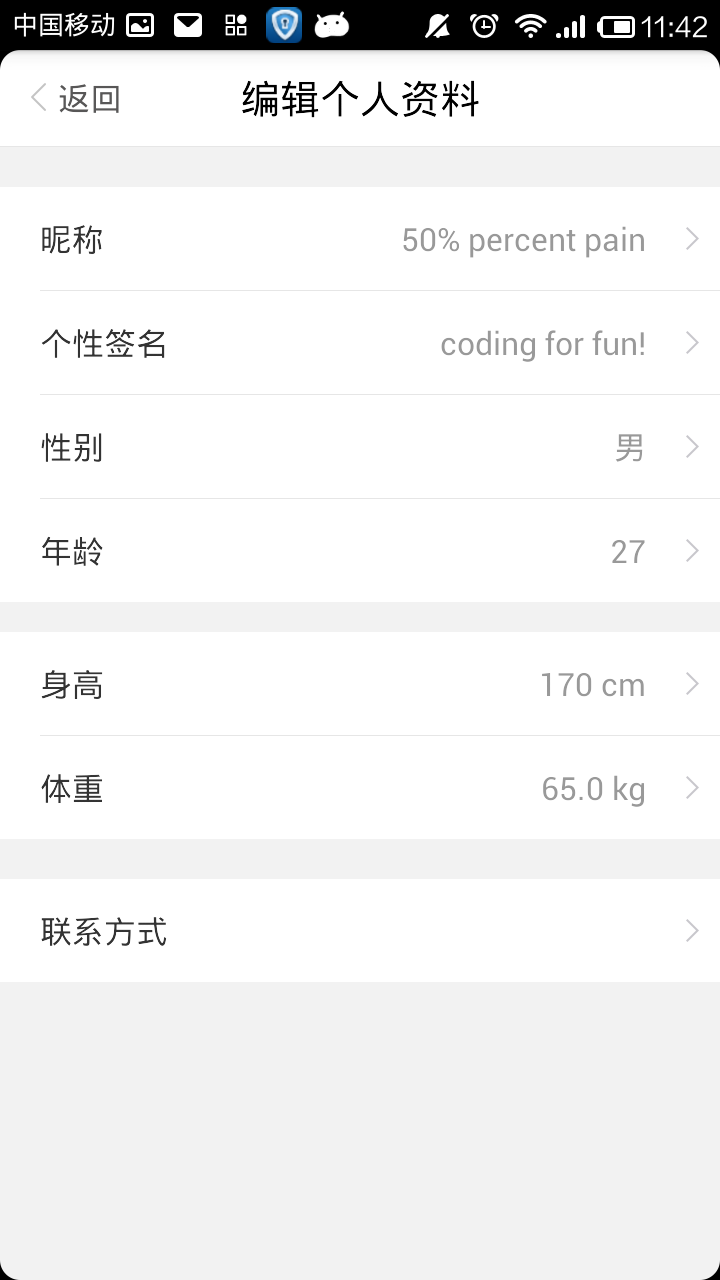 中国移动 11:42
返回 编辑个人资料
昵称 50% percent pain
个性签名 coding for fun!
性别 男
年龄 27
身高 170 cm
体重 65.0 kg
联系方式